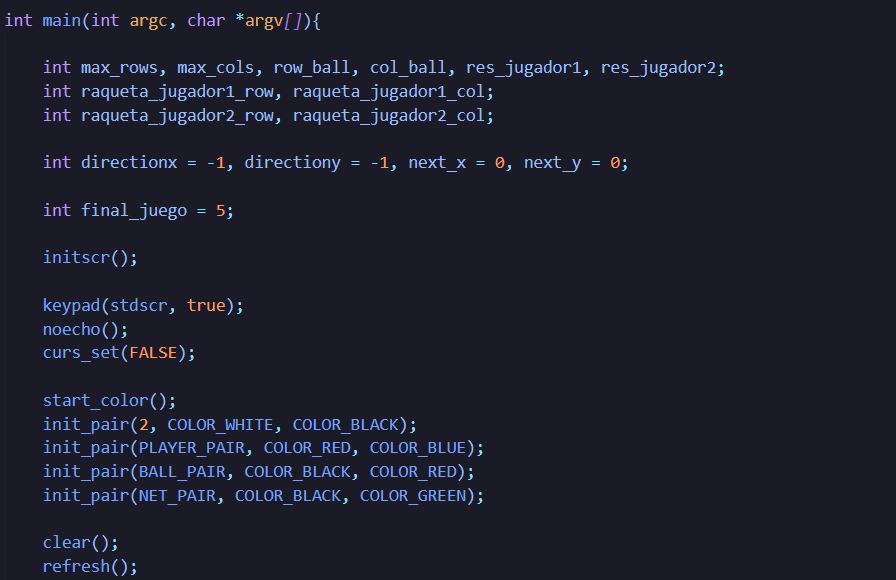 int main(int argc, char *argv[]){
int max_rows, max_cols, row_ball, col_ball, res_jugador1, res_jugador2;
int raqueta_jugador1_row, raqueta_jugador1_col;
int raqueta_jugador2_row, raqueta_jugador2_col;
int directionx = -1, directiony = -1, next_x = 0, next_y = 0;
int final_juego = 5;
initscr();
keypad(stdscr, true);
noecho();
curs_set(FALSE);
start_color();
init_pair(2, COLOR_WHITE, COLOR_BLACK);
init_pair(PLAYER_PAIR, COLOR_RED, COLOR_BLUE);
init_pair(BALL_PAIR, COLOR_BLACK, COLOR_RED);
init_pair(NET_PAIR, COLOR_BLACK, COLOR_GREEN);
clear();
refresh();